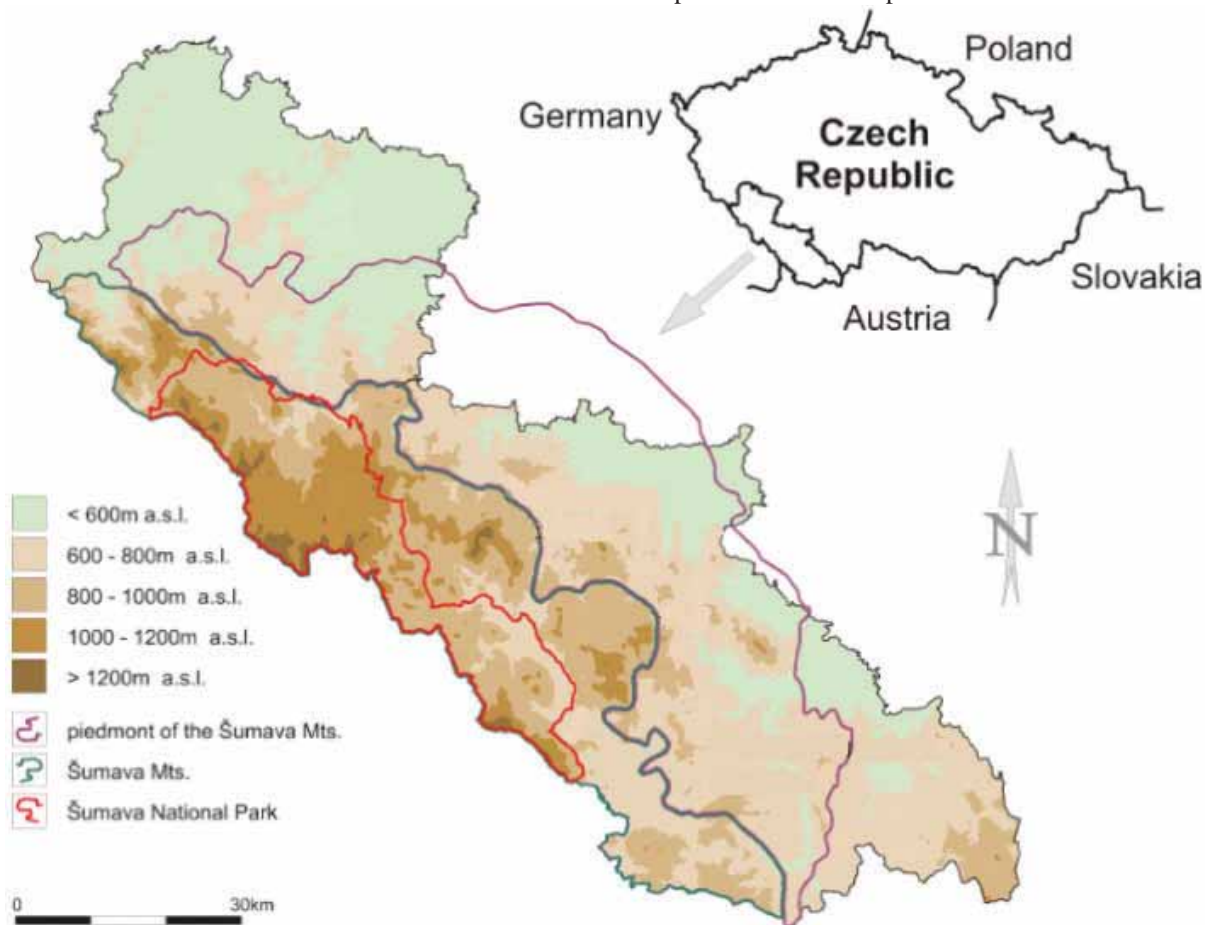 Poland
Germany
Czech
Republic
Slovakia
Austria
< 600m a.s.l.
600 - 800m a.s.l.
800 - 1000m a.s.l.
1000 - 1200m a.s.l.
> 1200m a.s.l.
piedmont of the Šumava Mts.
Šumava Mts.
Šumava National Park
N
0 30km